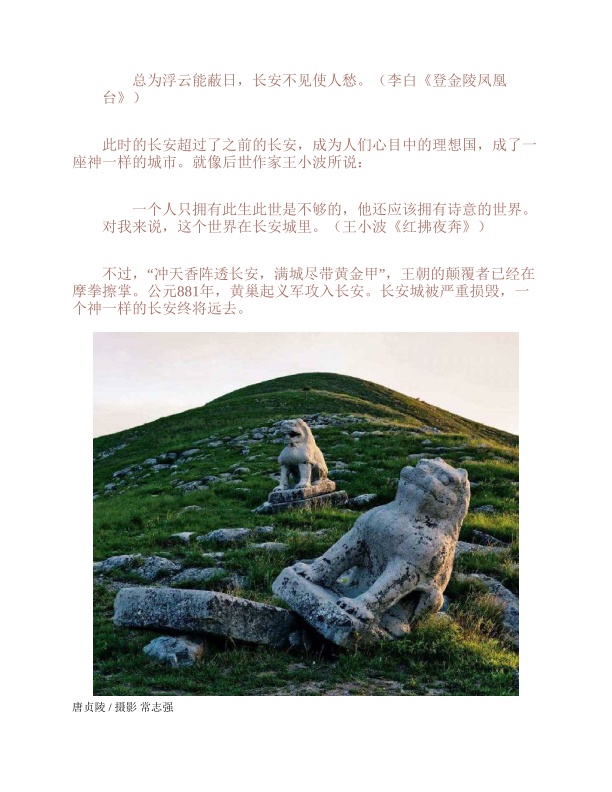 总为浮云能蔽日，长安不见使人愁。（李白《登金陵凤凰
台》）
此时的长安超过了之前的长安，成为人们心目中的理想国，成了一
座神一样的城市。就像后世作家王小波所说：
一个人只拥有此生此世是不够的，他还应该拥有诗意的世界。
对我来说，这个世界在长安城里。（王小波《红拂夜奔》）
不过，“冲天香阵透长安，满城尽带黄金甲”，王朝的颠覆者已经在
摩拳擦掌。公元881年，黄巢起义军攻入长安。长安城被严重损毁，一
个神一样的长安终将远去。
唐贞陵 / 摄影 常志强